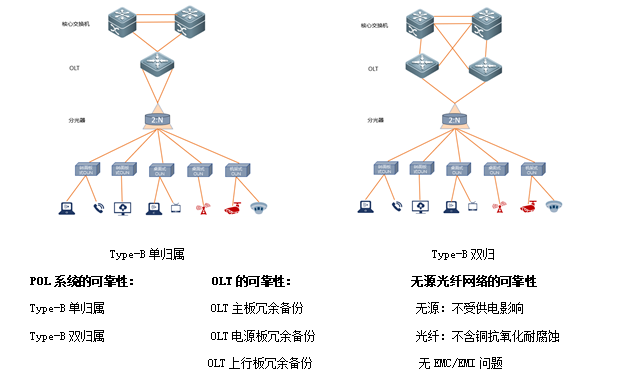 核心交换机
核心交换机
OLT
OLT
分光器
2:N
分光器
2:N
Type-B 单归属
Type-B 双归
POL 系统的可靠性：
OLT 的可靠性：
无源光纤网络的可靠性
Type-B 单归属
OLT 主板冗余备份
无源：不受供电影响
Type-B 双归属
OLT 电源板冗余备份
光纤：不含铜抗氧化耐腐蚀
OLT 上行板冗余备份
无 EMC/EMI 问题